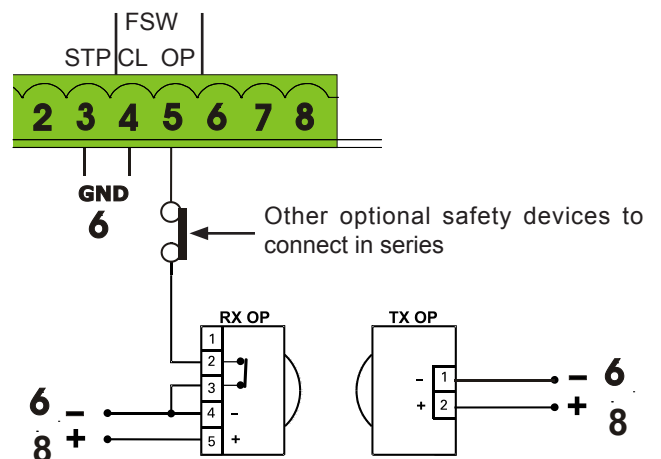 FSW
STP CL OP
2 3 4 5 6 7 8
GND
6
Other optional safety devices to
connect in series
RX OP
TX OP
1
2
3
4 -
5 +
6 -
8 +
- 1
+ 2
- 6
+ 8